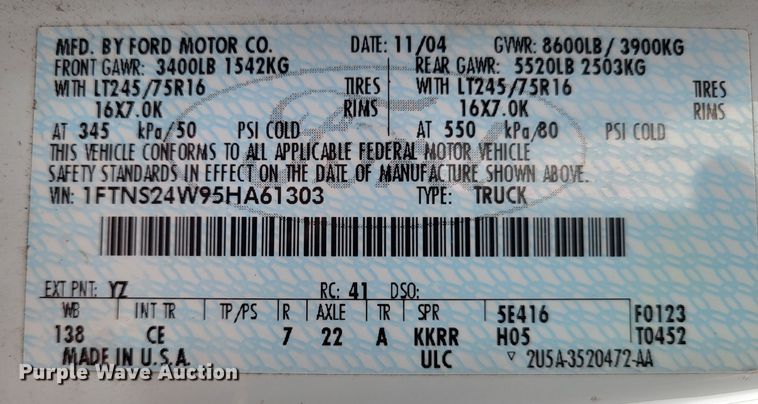 MFD. BY FORD MOTOR CO. DATE: 11/04 GVWR: 8600LB/ 3900KG
FRONT GAWR: 3400LB 1542KG REAR GAWR: 5520LB 2503KG
WITH LT245/75R16 TIRES WITH LT245/75R16 TIRES
16X7.0K RIMS 16X7.0K RIMS
AT 345 kPa/50 PSI COLD AT 550 kPa/80 PSI COLD
THIS VEHICLE CONFORMS TO ALL APPLICABLE FEDERAL MOTOR VEHICLE
SAFETY STANDARDS IN EFFECT ON THE DATE OF MANUFACTURE SHOWN ABOVE.
VIN: 1FTNS24W95HA61303 TYPE: TRUCK
EXT PNT: YZ RC: 41 DSO:
WB INT TR TP/PS R AXLE TR SPR 5E416 F0123
138 CE 7 22 A KKRR H05 T0452
MADE IN U.S.A. ULC ▽ 2U5A-3520472-AA
Ford
Purple Wave Auction